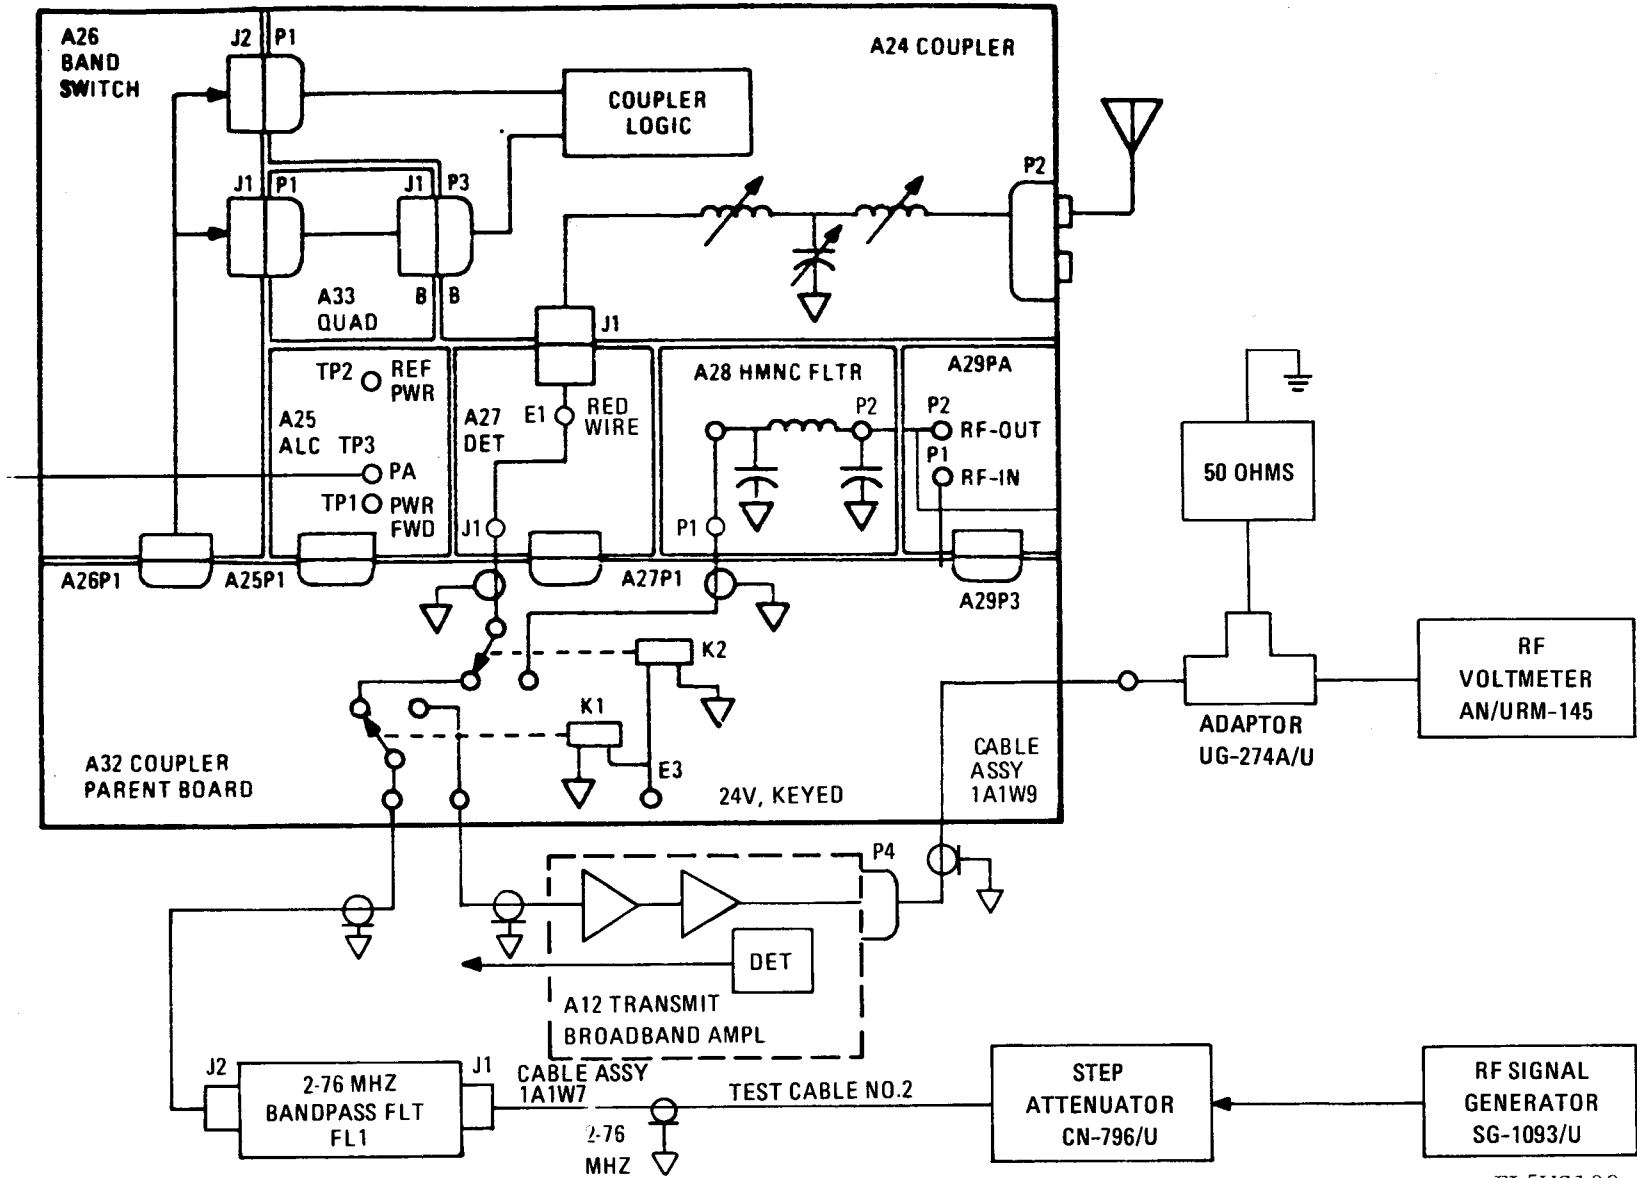 A26
BAND
SWITCH
J2
P1
A24 COUPLER
COUPLER
LOGIC
P2
J1
P1
J1
P3
A33
QUAD
B
B
J1
TP2
REF
PWR
A25
ALC
TP3
PA
TP1
PWR
FWD
A27
DET
E1
RED
WIRE
J1
A28 HMNC FLTR
P2
P1
A29PA
P2
RF-OUT
P1
RF-IN
50 OHMS
A26P1
A25P1
A27P1
A29P3
K2
K1
E3
A32 COUPLER
PARENT BOARD
24V, KEYED
CABLE
ASSY
1A1W9
ADAPTOR
UG-274A/U
RF
VOLTMETER
AN/URM-145
P4
DET
A12 TRANSMIT
BROADBAND AMPL
J2
2-76 MHZ
BANDPASS FLT
FL1
J1
CABLE ASSY
1A1W7
2-76
MHZ
TEST CABLE NO.2
STEP
ATTENUATOR
CN-796/U
RF SIGNAL
GENERATOR
SG-1093/U